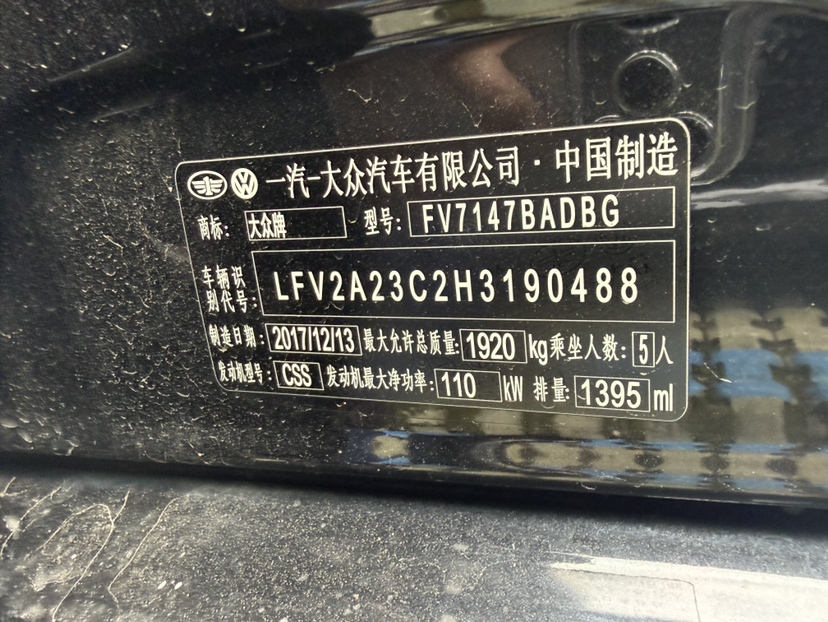 一汽-大众汽车有限公司·中国制造
商标: 大众牌 型号: FV7147BADBG
车辆识别代号: LFV2A23C2H3190488
制造日期: 2017/12/13 最大允许总质量: 1920 kg 乘坐人数: 5 人
发动机型号: CSS 发动机最大净功率: 110 kW 排量: 1395 ml